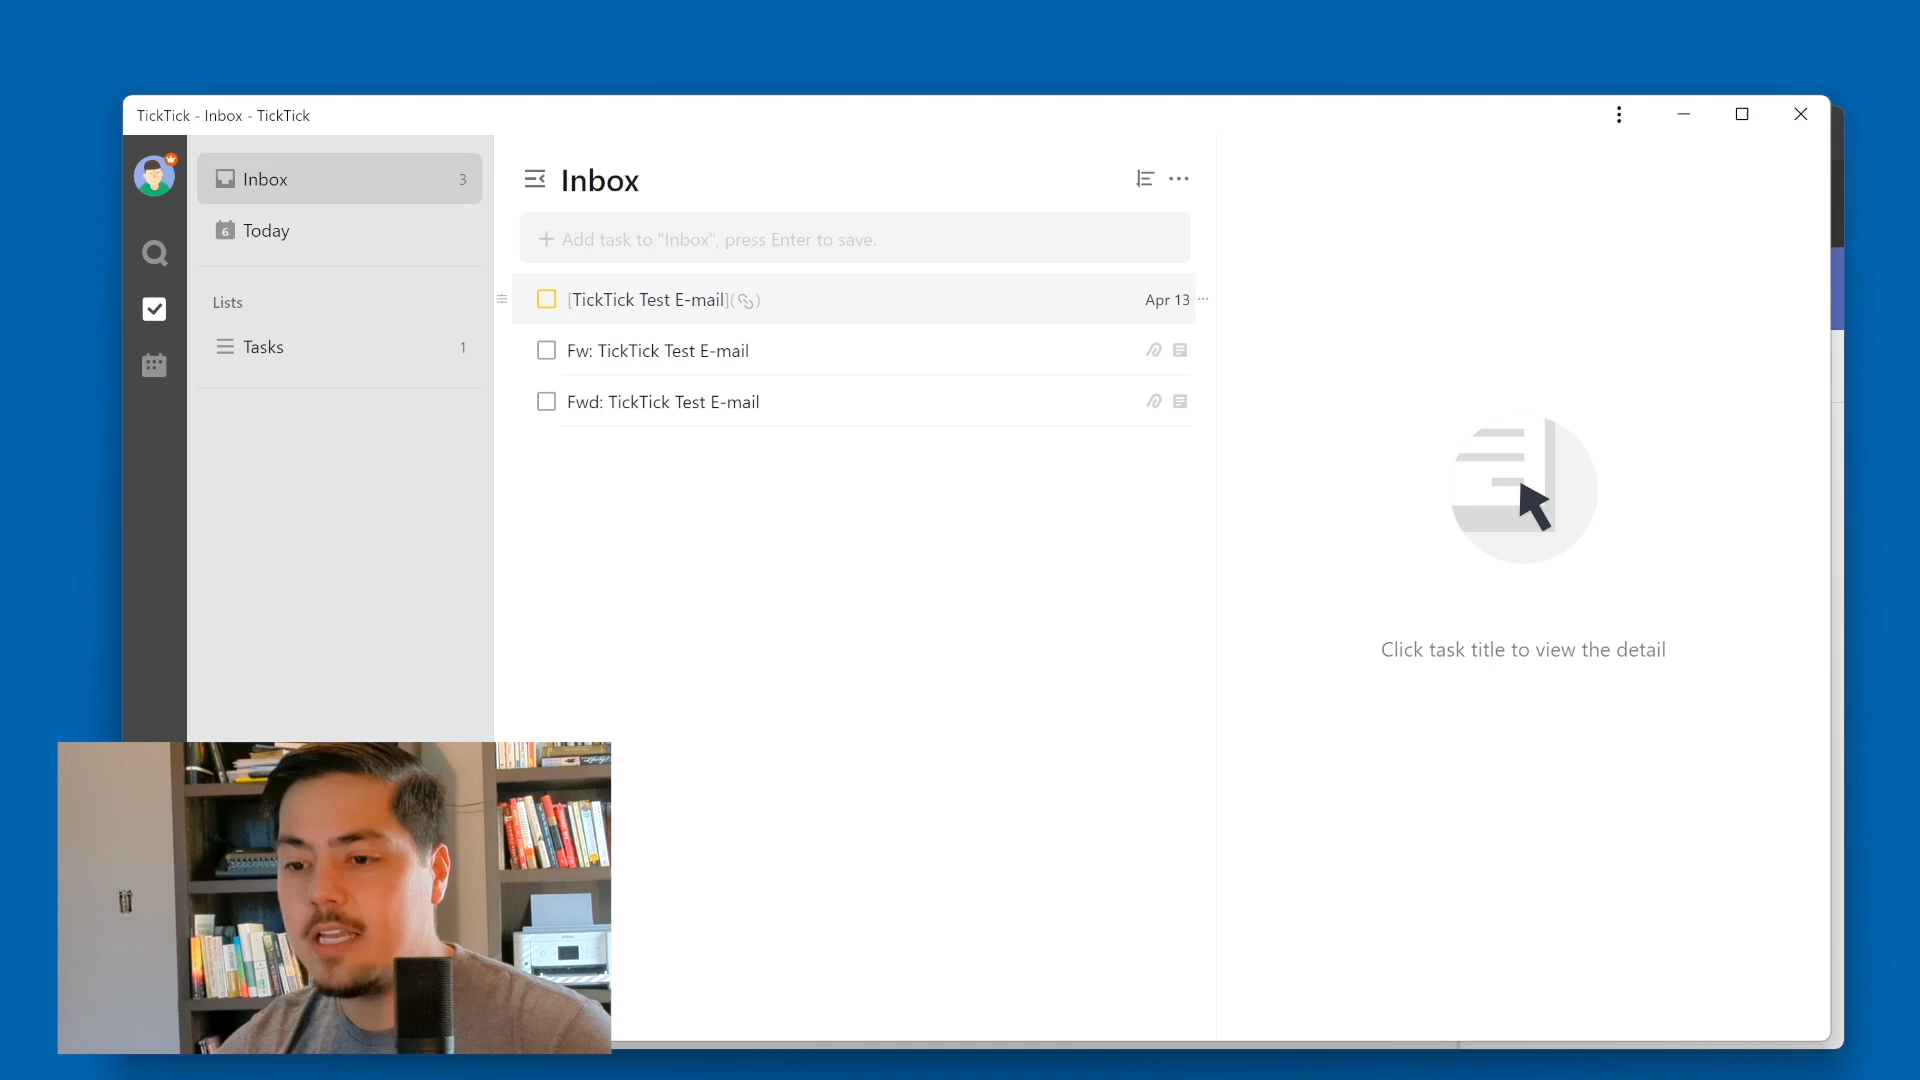 TickTick - Inbox - TickTick
Inbox 3
6 Today
Lists
Tasks 1
Inbox
+ Add task to "Inbox", press Enter to save.
[TickTick Test E-mail]( ) Apr 13
Fw: TickTick Test E-mail
Fwd: TickTick Test E-mail
Click task title to view the detail